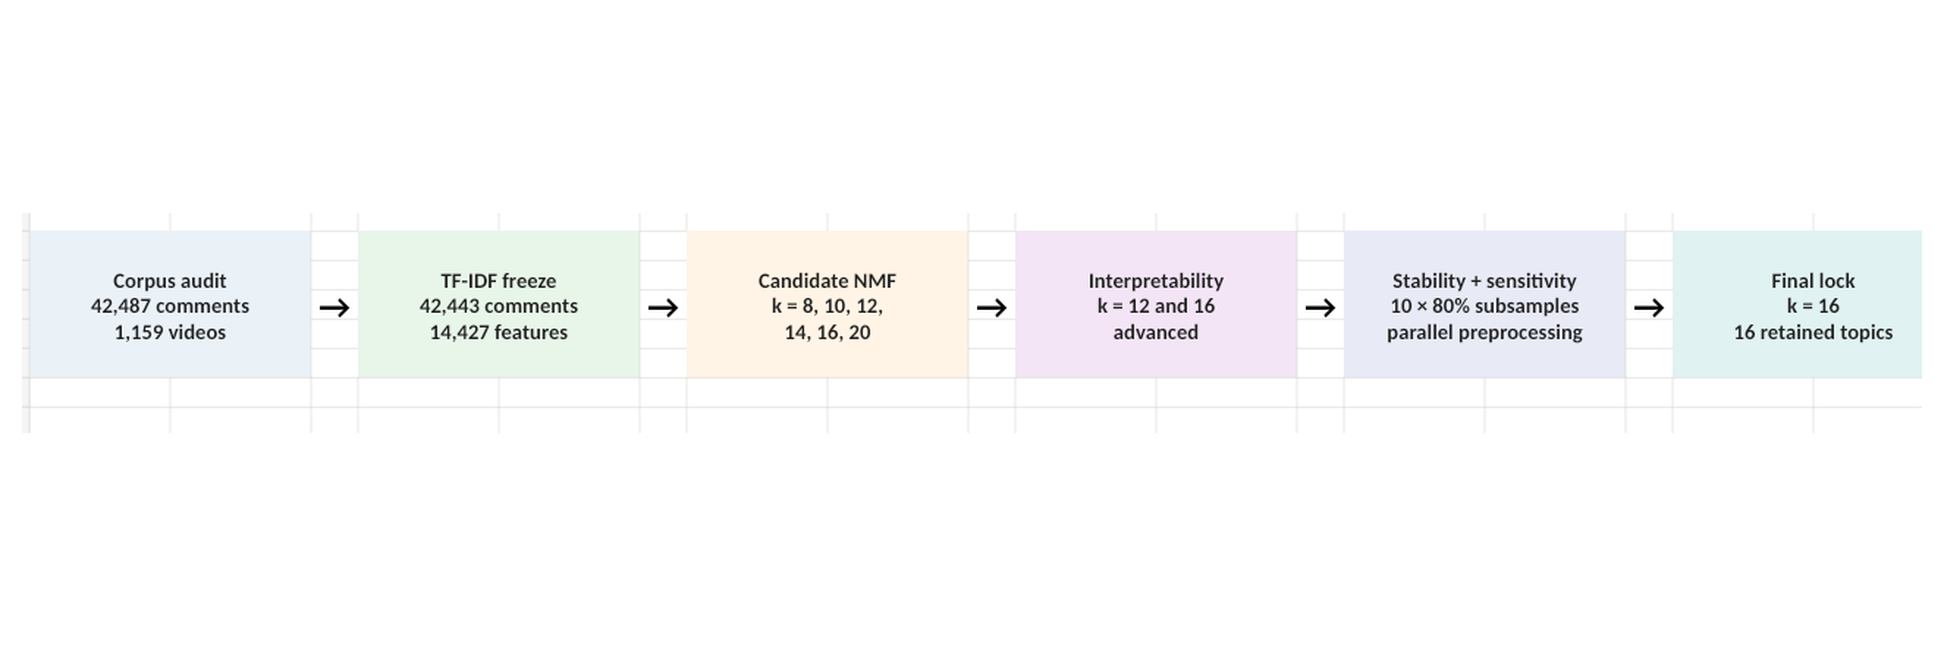 Corpus audit
42,487 comments
1,159 videos
→
TF-IDF freeze
42,443 comments
14,427 features
→
Candidate NMF
k = 8, 10, 12,
14, 16, 20
→
Interpretability
k = 12 and 16
advanced
→
Stability + sensitivity
10 × 80% subsamples
parallel preprocessing
→
Final lock
k = 16
16 retained topics